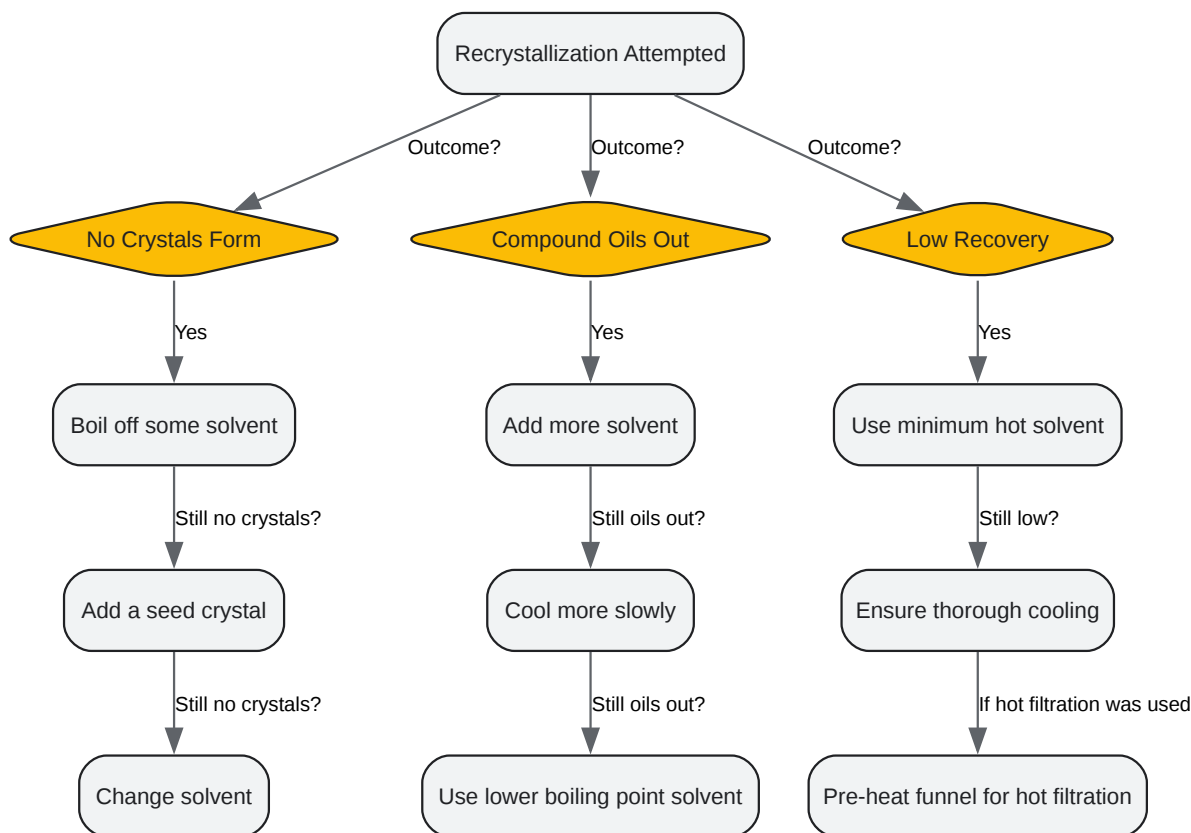 Recrystallization Attempted
Outcome?
Outcome?
Outcome?
No Crystals Form
Compound Oils Out
Low Recovery
Yes
Yes
Yes
Boil off some solvent
Add more solvent
Use minimum hot solvent
Still no crystals?
Still oils out?
Still low?
Add a seed crystal
Cool more slowly
Ensure thorough cooling
Still no crystals?
Still oils out?
If hot filtration was used
Change solvent
Use lower boiling point solvent
Pre-heat funnel for hot filtration